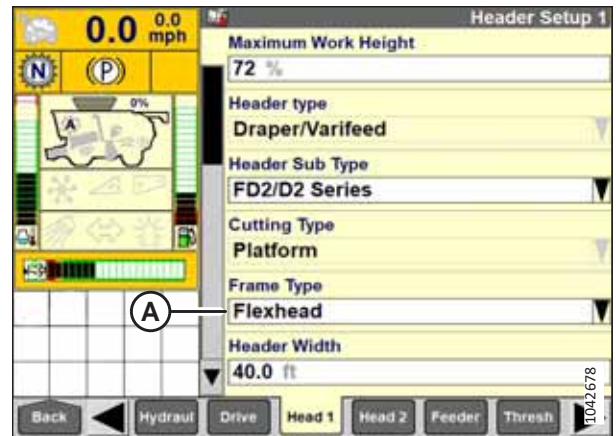 0.0
0.0
mph
Header Setup 1
N
(P)
Maximum Work Height
72 %
0%
A
Header type
Draper/Varifeed
Header Sub Type
FD2/D2 Series
Cutting Type
Platform
Frame Type
A
Flexhead
Header Width
40.0 ft
1042678
Back
Hydraul
Drive
Head 1
Head 2
Feeder
Thresh